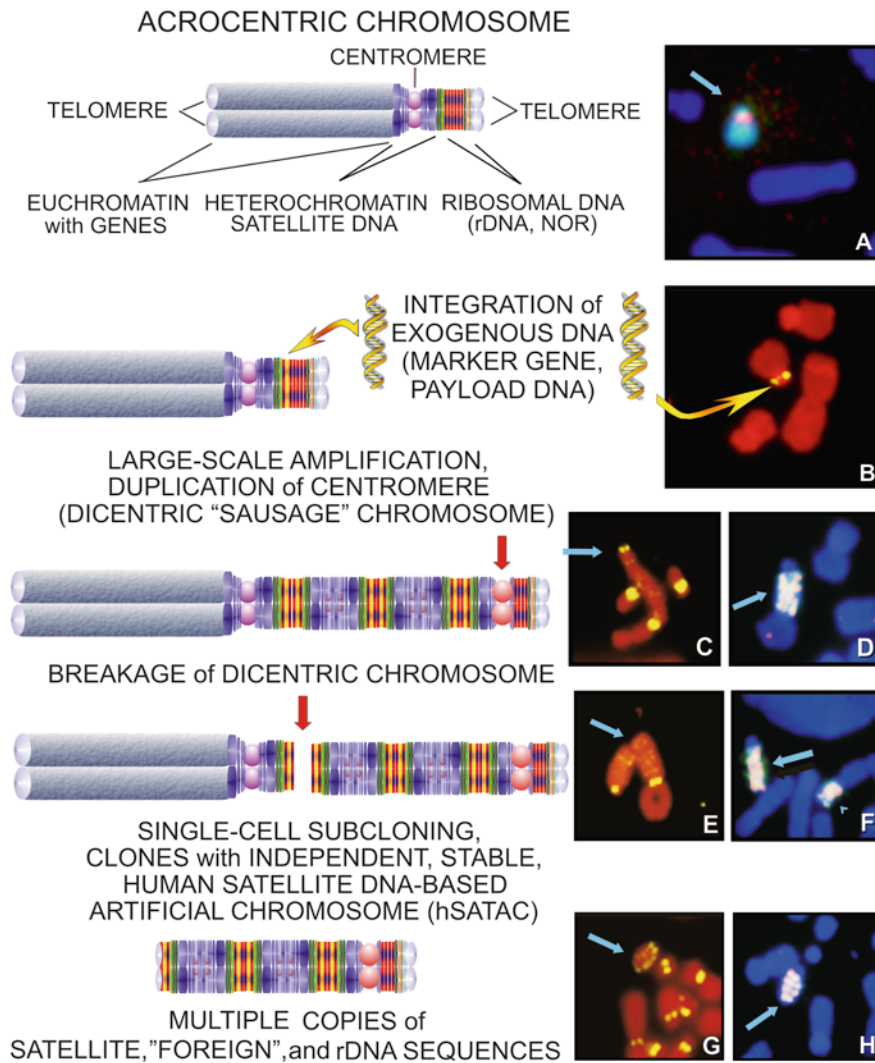 ACROCENTRIC CHROMOSOME
CENTROMERE
TELOMERE
TELOMERE
EUCHROMATIN
with GENES
HETEROCHROMATIN
SATELLITE DNA
RIBOSOMAL DNA
(rDNA, NOR)
A
INTEGRATION of
EXOGENOUS DNA
(MARKER GENE,
PAYLOAD DNA)
B
LARGE-SCALE AMPLIFICATION,
DUPLICATION of CENTROMERE
(DICENTRIC “SAUSAGE” CHROMOSOME)
C
D
BREAKAGE of DICENTRIC CHROMOSOME
E
F
SINGLE-CELL SUBCLONING,
CLONES with INDEPENDENT, STABLE,
HUMAN SATELLITE DNA-BASED
ARTIFICIAL CHROMOSOME (hSATAC)
G
H
MULTIPLE COPIES of
SATELLITE,”FOREIGN”,and rDNA SEQUENCES